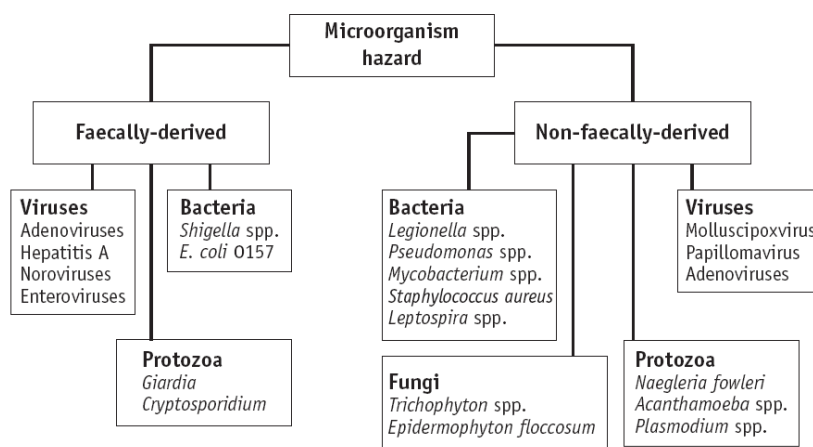 Microorganism
hazard
Faecally-derived
Non-faecally-derived
Viruses
Adenoviruses
Hepatitis A
Noroviruses
Enteroviruses
Bacteria
Shigella spp.
E. coli O157
Protozoa
Giardia
Cryptosporidium
Bacteria
Legionella spp.
Pseudomonas spp.
Mycobacterium spp.
Staphylococcus aureus
Leptospira spp.
Viruses
Molluscipoxvirus
Papillomavirus
Adenoviruses
Fungi
Trichophyton spp.
Epidermophyton floccosum
Protozoa
Naegleria fowleri
Acanthamoeba spp.
Plasmodium spp.